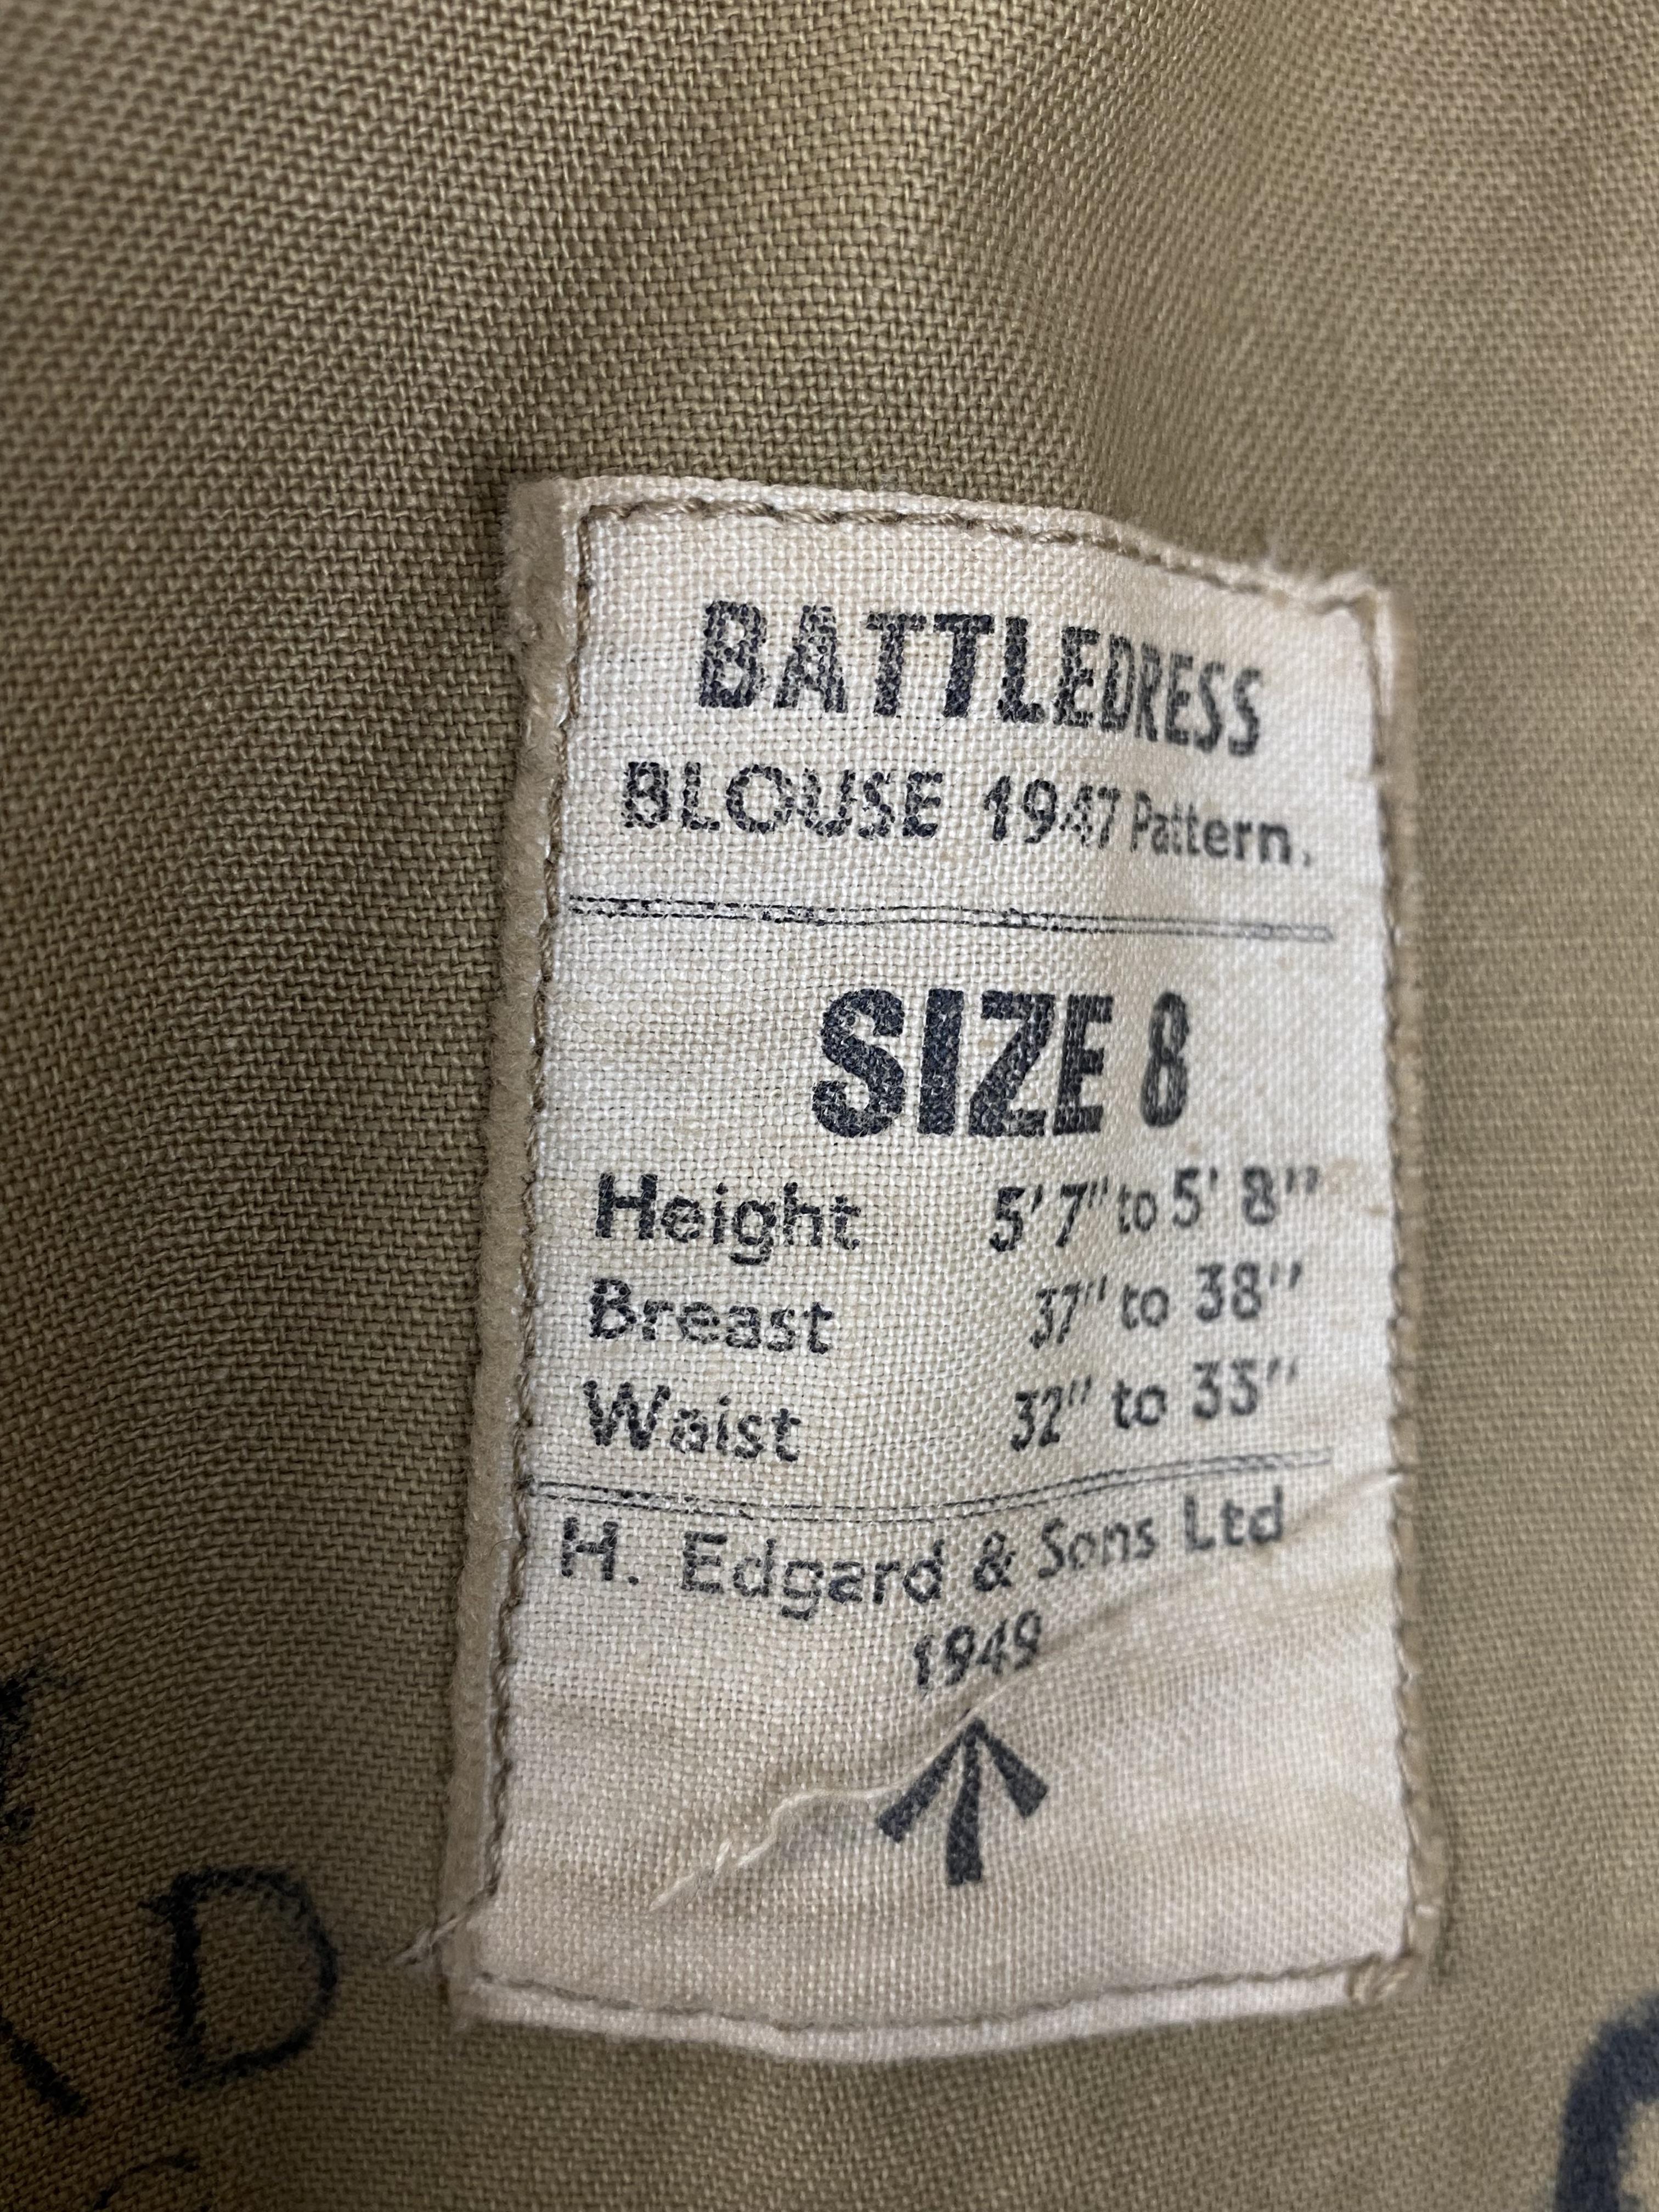 BATTLEDRESS
BLOUSE 1947 Pattern.
SIZE 8
Height 5' 7" to 5' 8"
Breast 37" to 38"
Waist 32" to 33"
H. Edgard & Sons Ltd
1949
D